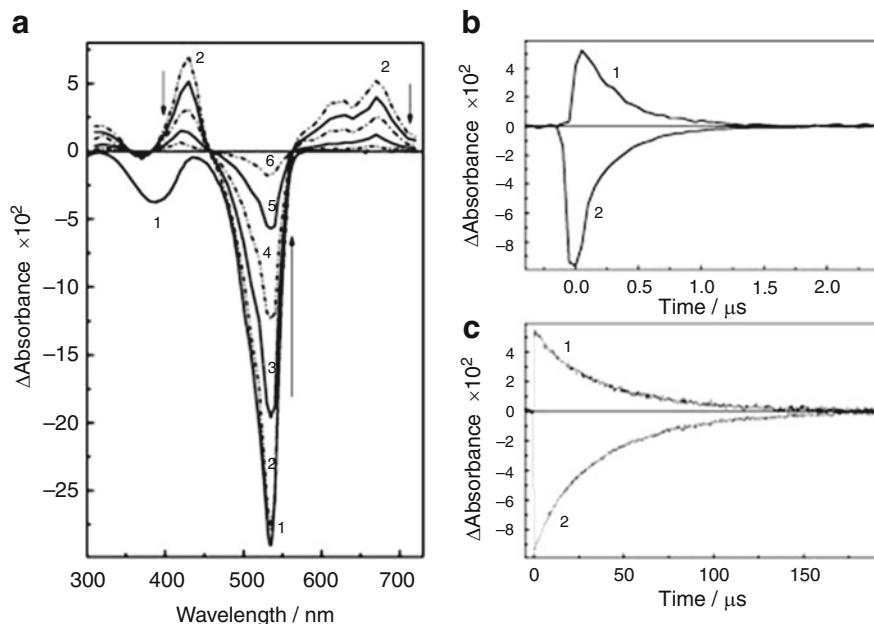 a
ΔAbsorbance ×10²
5
0
−5
−10
−15
−20
−25
300 400 500 600 700
Wavelength / nm
2
2
1
6
5
4
3
2
1
b
ΔAbsorbance ×10²
4
2
0
−2
−4
−6
−8
0.0 0.5 1.0 1.5 2.0
Time / μs
1
2
c
ΔAbsorbance ×10²
4
2
0
−2
−4
−6
−8
0 50 100 150
Time / μs
1
2